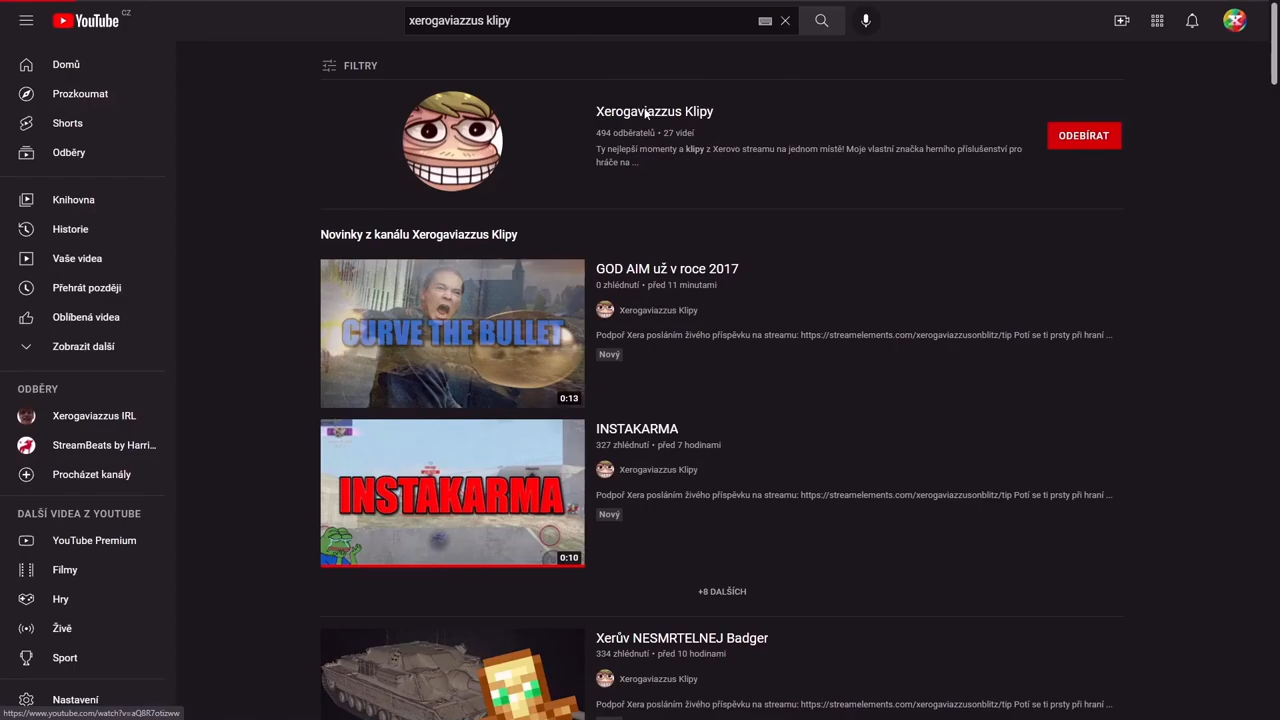 YouTube CZ
xerogaviazzus klipy
Domů
Prozkoumat
Shorts
Odběry
Knihovna
Historie
Vaše videa
Přehrát později
Oblíbená videa
Zobrazit další
ODBĚRY
Xerogaviazzus IRL
StreamBeats by Harri...
Procházet kanály
DALŠÍ VIDEA Z YOUTUBE
YouTube Premium
Filmy
Hry
Živě
Sport
Nastavení
https://www.youtube.com/watch?v=aQ8R7otizww
FILTRY
Xerogaviazzus Klipy
494 odběratelů • 27 videí
Ty nejlepší momenty a klipy z Xerovo streamu na jednom místě! Moje vlastní značka herního příslušenství pro
hráče na ...
ODEBÍRAT
Novinky z kanálu Xerogaviazzus Klipy
CURVE THE BULLET
0:13
GOD AIM už v roce 2017
0 zhlédnutí • před 11 minutami
Xerogaviazzus Klipy
Podpoř Xera posláním živého příspěvku na streamu: https://streamelements.com/xerogaviazzusonblitz/tip Potí se ti prsty při hraní ...
Nový
INSTAKARMA
0:10
INSTAKARMA
327 zhlédnutí • před 7 hodinami
Xerogaviazzus Klipy
Podpoř Xera posláním živého příspěvku na streamu: https://streamelements.com/xerogaviazzusonblitz/tip Potí se ti prsty při hraní ...
Nový
+8 DALŠÍCH
Xerův NESMRTELNEJ Badger
334 zhlédnutí • před 10 hodinami
Xerogaviazzus Klipy
Podpoř Xera posláním živého příspěvku na streamu: https://streamelements.com/xerogaviazzusonblitz/tip Potí se ti prsty při hraní ...